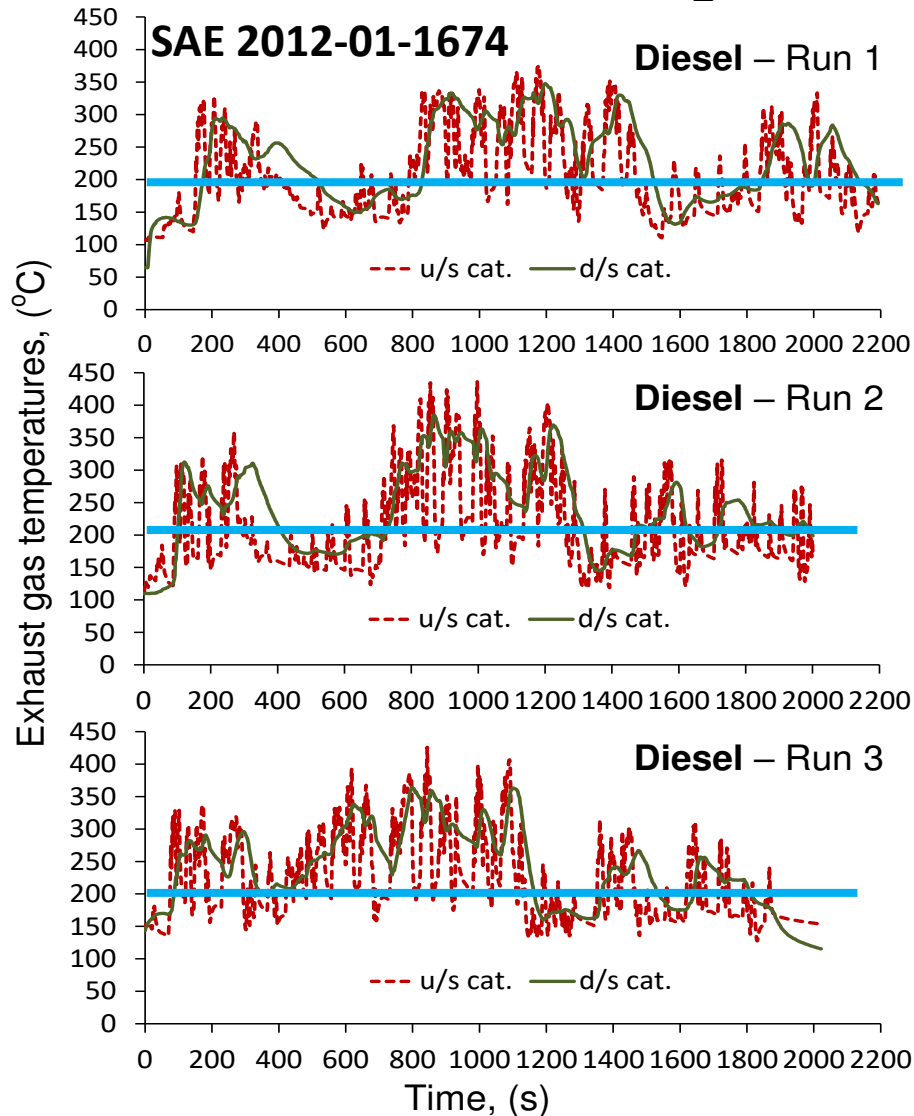 SAE 2012-01-1674
Diesel – Run 1
450
400
350
300
250
200
150
100
50
0
u/s cat. d/s cat.
0 200 400 600 800 1000 1200 1400 1600 1800 2000 2200
Exhaust gas temperatures, (°C)
Diesel – Run 2
450
400
350
300
250
200
150
100
50
0
u/s cat. d/s cat.
0 200 400 600 800 1000 1200 1400 1600 1800 2000 2200
Diesel – Run 3
450
400
350
300
250
200
150
100
50
0
u/s cat. d/s cat.
0 200 400 600 800 1000 1200 1400 1600 1800 2000 2200
Time, (s)